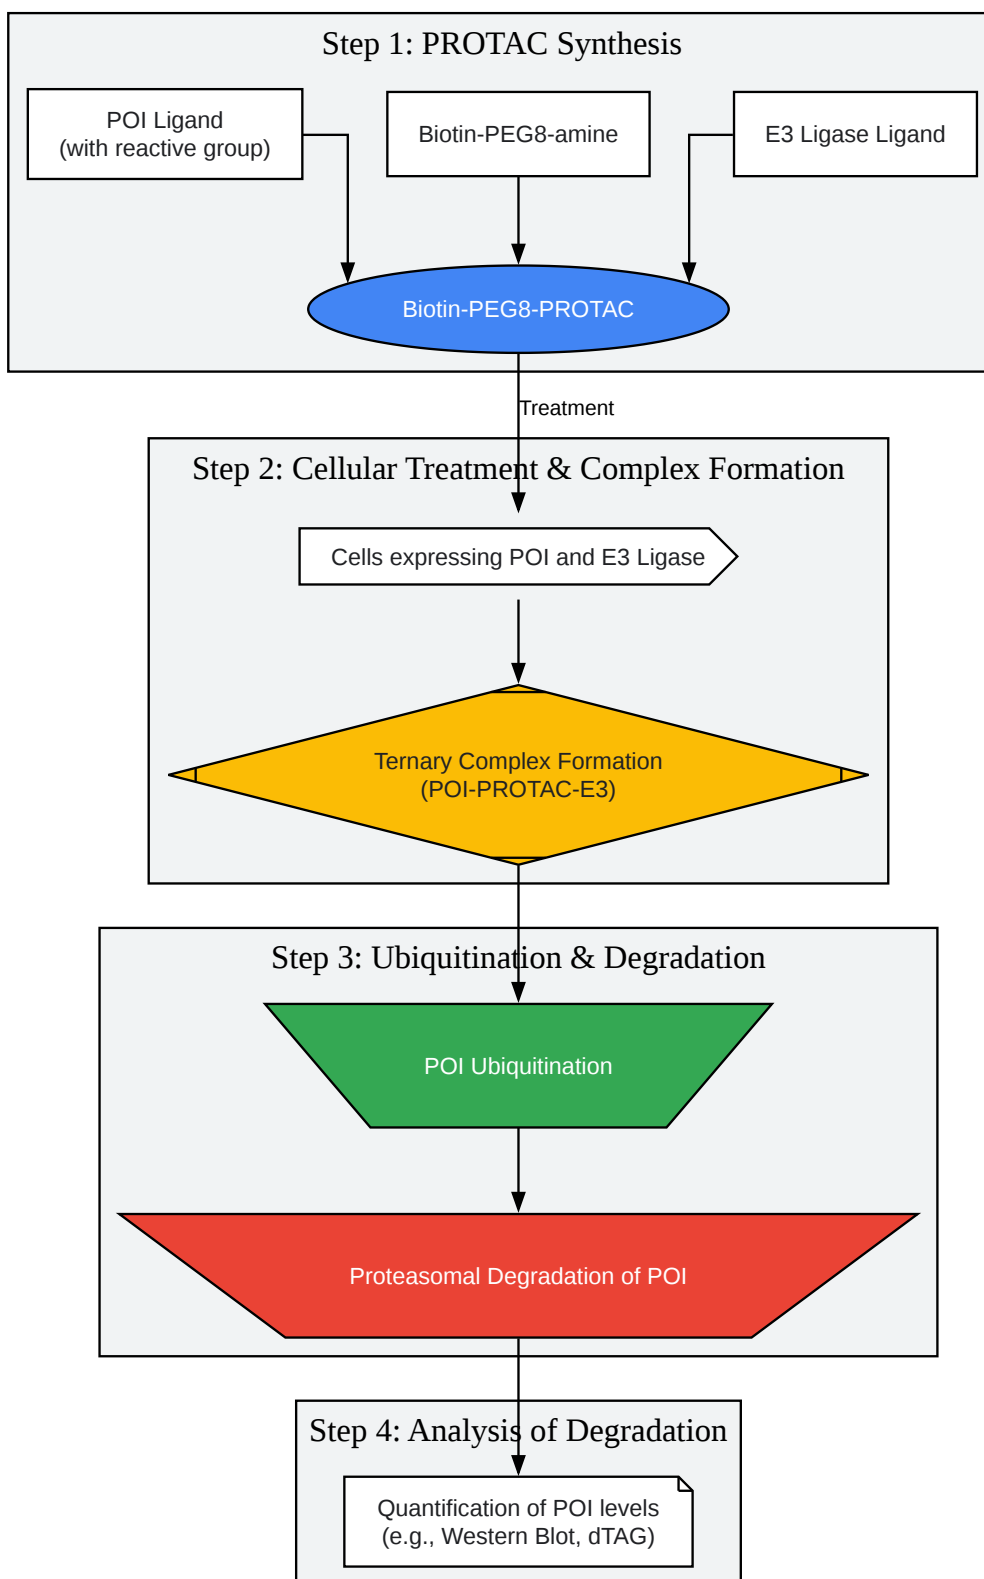 Step 1: PROTAC Synthesis
POI Ligand
(with reactive group)
Biotin-PEG8-amine
E3 Ligase Ligand
Biotin-PEG8-PROTAC
Treatment
Step 2: Cellular Treatment & Complex Formation
Cells expressing POI and E3 Ligase
Ternary Complex Formation
(POI-PROTAC-E3)
Step 3: Ubiquitination & Degradation
POI Ubiquitination
Proteasomal Degradation of POI
Step 4: Analysis of Degradation
Quantification of POI levels
(e.g., Western Blot, dTAG)